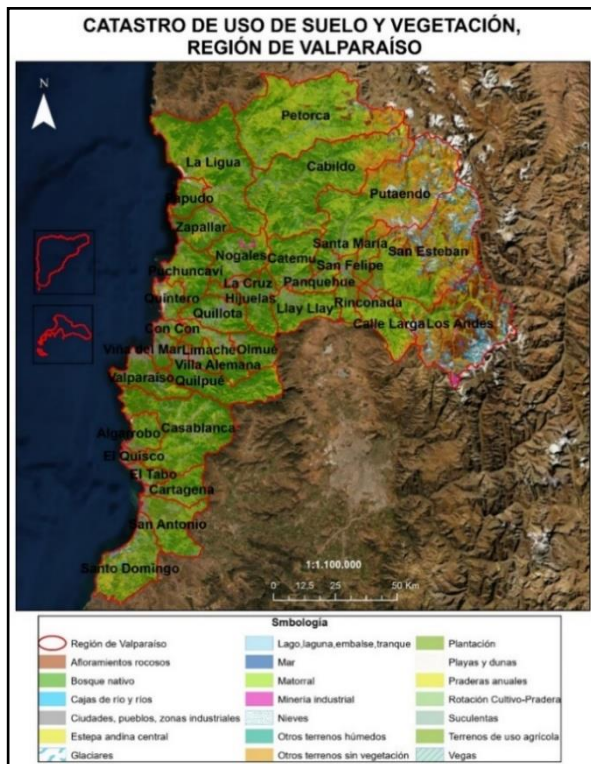 CATASTRO DE USO DE SUELO Y VEGETACIÓN,
REGIÓN DE VALPARAÍSO
N
Petorca
La Ligua
Cabildo
Papudo
Putaendo
Zapallar
Santa María
San Esteban
Nogales
Catemu
San Felipe
Puchuncaví
La Cruz
Panquehue
Quintero
Hijuelas
Rinconada
Quillota
Llay Llay
Calle Larga
Los Andes
Con Con
Viña del Mar
Limache
Olmué
Villa Alemana
Valparaíso
Quilpué
Algarrobo
Casablanca
El Quisco
El Tabo
Cartagena
San Antonio
Santo Domingo
1:1.100.000
0 12,5 25 50 Km
Smbología
Región de Valparaíso
Afloramientos rocosos
Bosque nativo
Cajas de río y ríos
Ciudades, pueblos, zonas industriales
Estepa andina central
Glaciares
Lago,laguna,embalse,tranque
Mar
Matorral
Minería industrial
Nieves
Otros terrenos húmedos
Otros terrenos sin vegetación
Plantación
Playas y dunas
Praderas anuales
Rotación Cultivo-Pradera
Suculentas
Terrenos de uso agrícola
Vegas